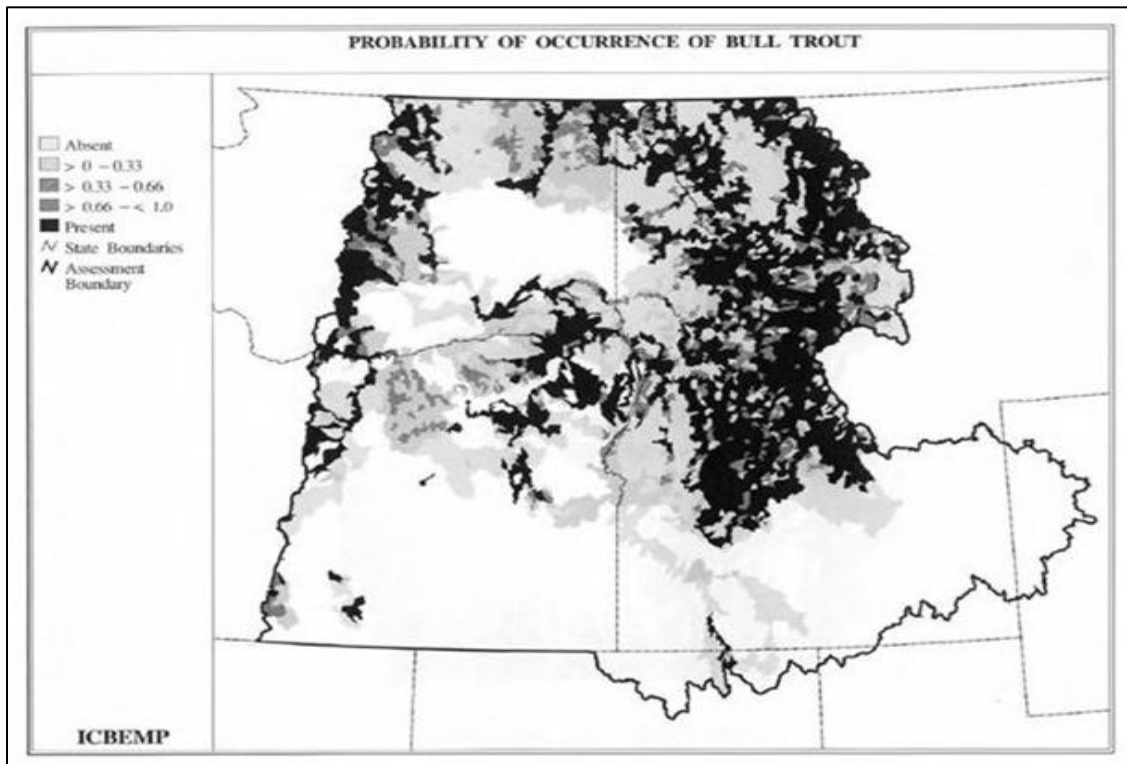 PROBABILITY OF OCCURRENCE OF BULL TROUT
Absent
> 0 – 0.33
> 0.33 – 0.66
> 0.66 – < 1.0
Present
State Boundaries
Assessment
Boundary
ICBEMP